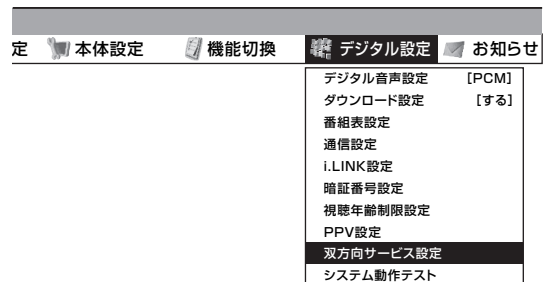 定 本体設定 機能切換 デジタル設定 お知らせ
デジタル音声設定 [PCM]
ダウンロード設定 [する]
番組表設定
通信設定
i.LINK設定
暗証番号設定
視聴年齢制限設定
PPV設定
双方向サービス設定
システム動作テスト